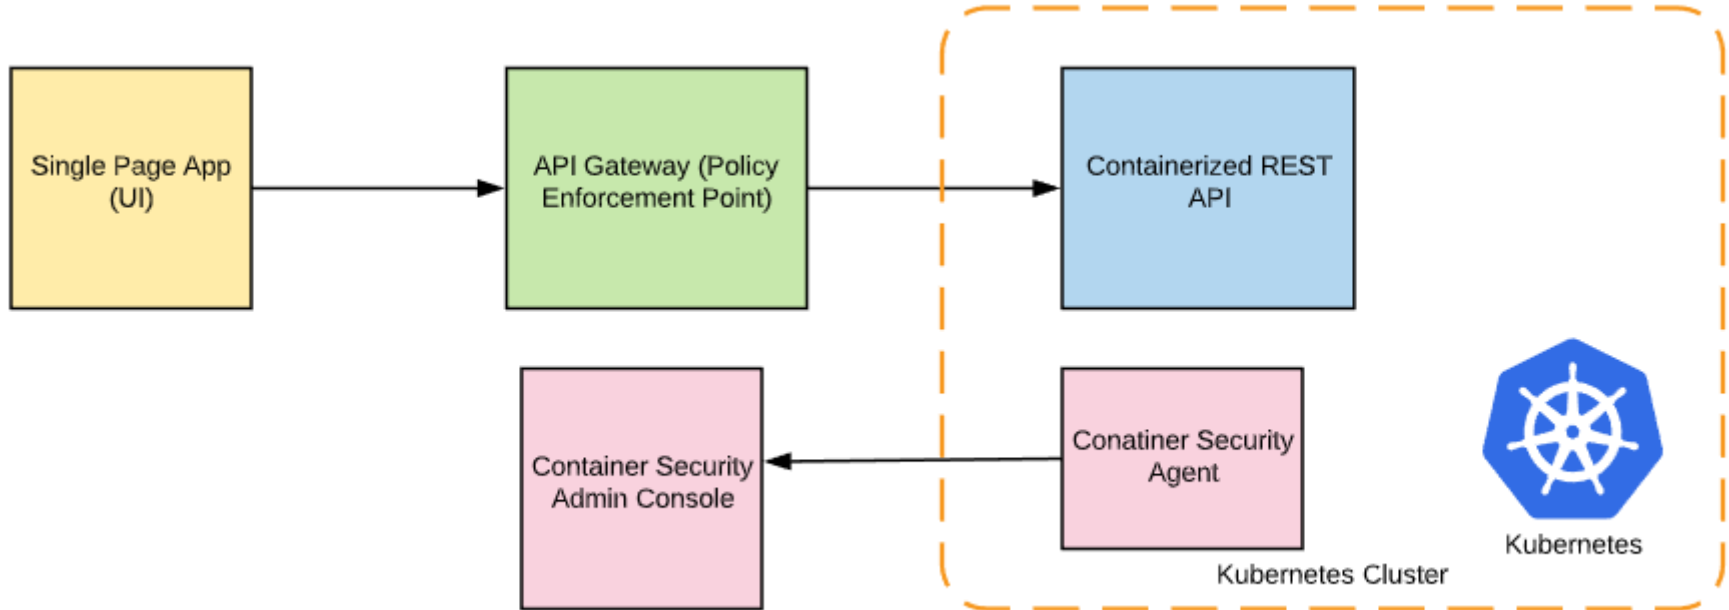 Single Page App
(UI)
API Gateway (Policy
Enforcement Point)
Containerized REST
API
Container Security
Admin Console
Conatiner Security
Agent
Kubernetes
Kubernetes Cluster